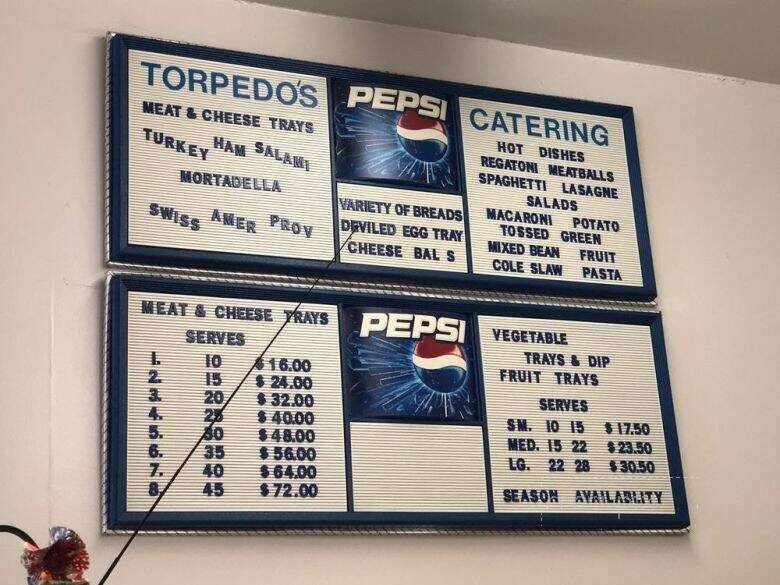 TORPEDO'S
MEAT & CHEESE TRAYS
TURKEY HAM SALAMI
MORTADELLA
SWISS AMER PROV
PEPSI
VARIETY OF BREADS
DEVILED EGG TRAY
CHEESE BAL S
CATERING
HOT DISHES
REGATONI MEATBALLS
SPAGHETTI LASAGNE
SALADS
MACARONI POTATO
TOSSED GREEN
MIXED BEAN FRUIT
COLE SLAW PASTA
MEAT & CHEESE TRAYS
SERVES
1. 10 $16.00
2. 15 $24.00
3. 20 $32.00
4. 25 $40.00
5. 30 $48.00
6. 35 $56.00
7. 40 $64.00
8. 45 $72.00
PEPSI
VEGETABLE
TRAYS & DIP
FRUIT TRAYS
SERVES
SM. 10 15 $17.50
MED. 15 22 $23.50
LG. 22 28 $30.50
SEASON AVAILABLITY